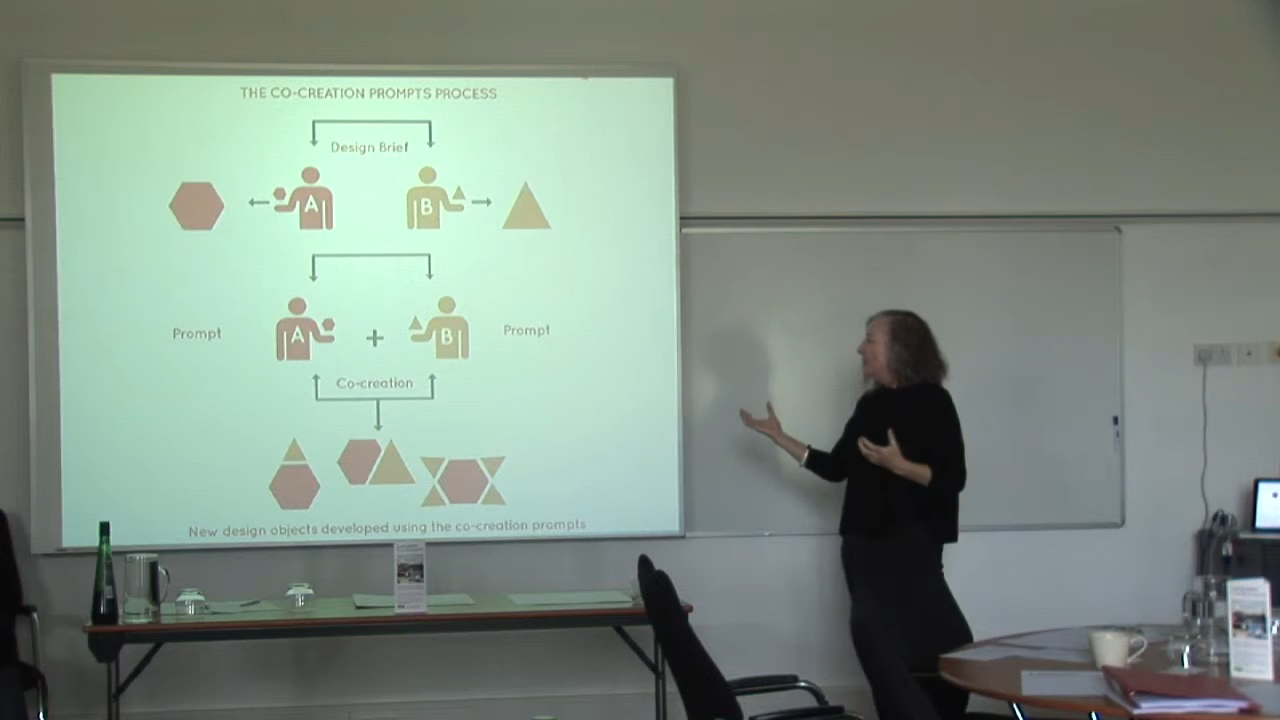 THE CO-CREATION PROMPTS PROCESS
Design Brief
A
B
Prompt
A
+
B
Prompt
Co-creation
New design objects developed using the co-creation prompts